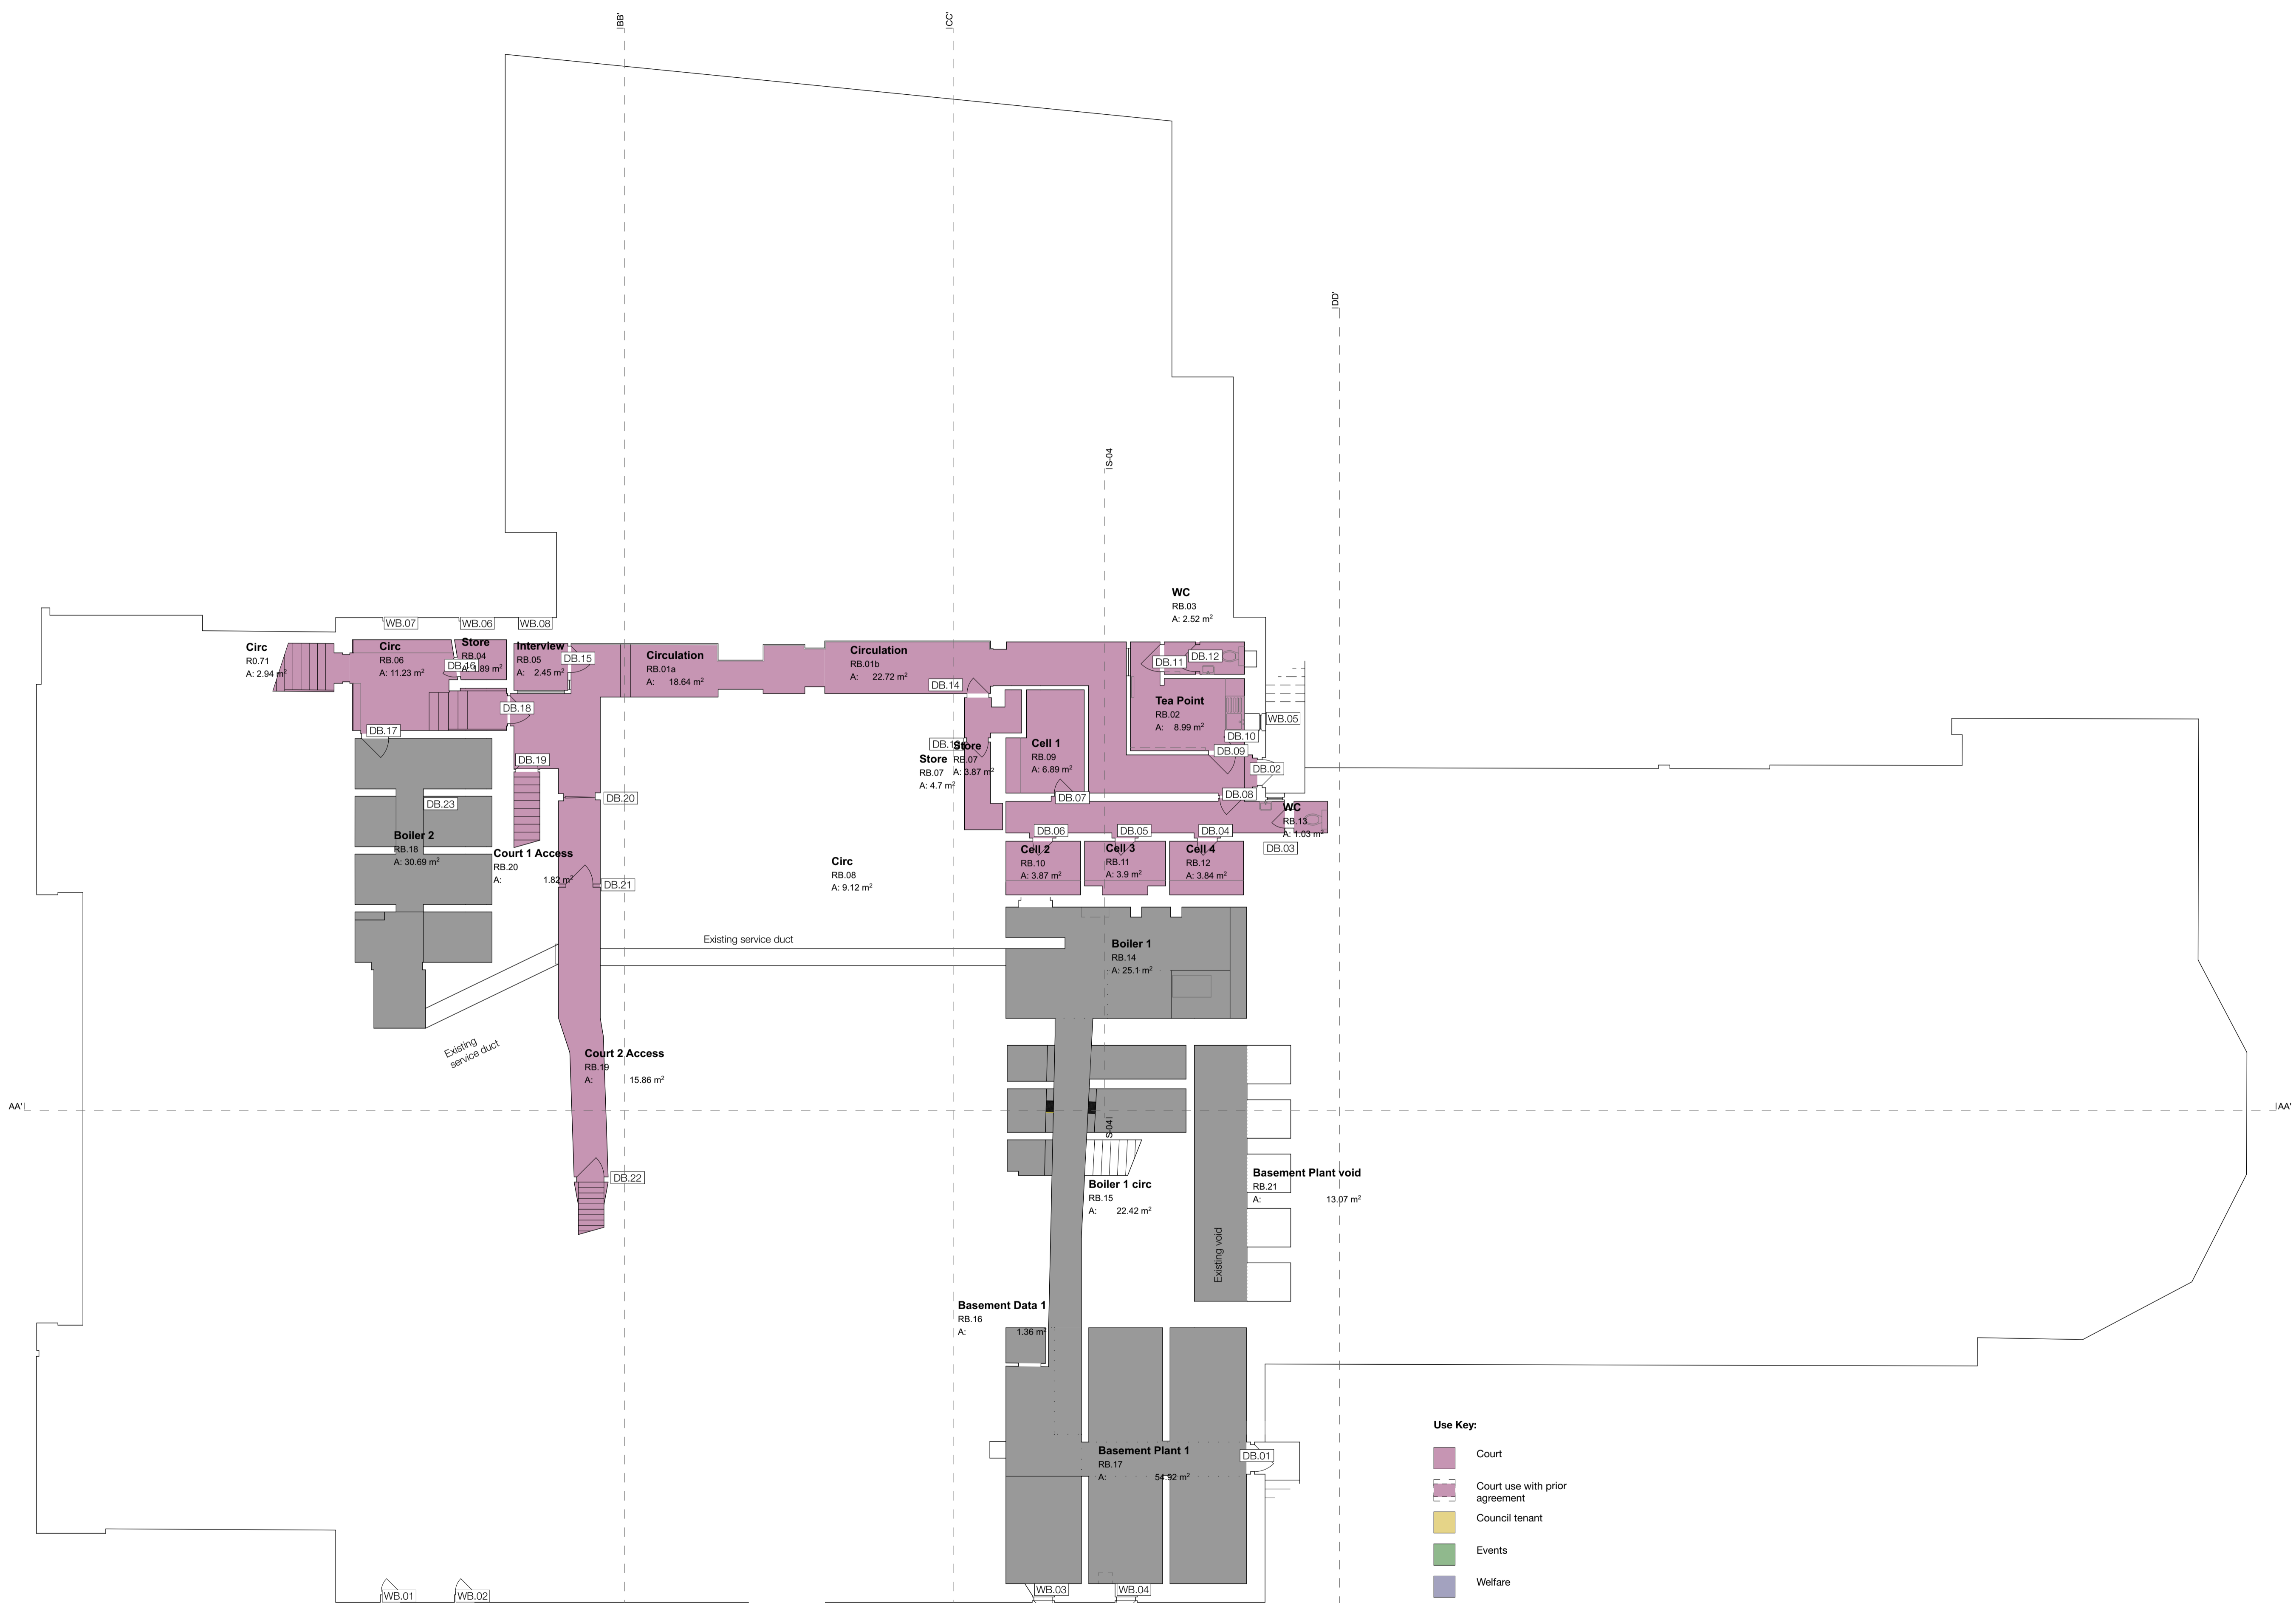 BB'
CC'
DD'
S-04
WC
RB.03
A: 2.52 m²
WB.07
WB.06
WB.08
Circ
R0.71
A: 2.94 m²
Circ
RB.06
A: 11.23 m²
Store
RB.04
A: 1.89 m²
DB.16
Interview
RB.05
A: 2.45 m²
DB.15
Circulation
RB.01a
A: 18.64 m²
Circulation
RB.01b
A: 22.72 m²
DB.14
DB.11
DB.12
Tea Point
RB.02
A: 8.99 m²
WB.05
DB.10
DB.09
DB.02
DB.18
DB.17
DB.19
DB.20
Store
RB.07
A: 3.87 m²
Store
RB.07
A: 4.7 m²
Cell 1
RB.09
A: 6.89 m²
DB.07
DB.08
WC
RB.13
A: 1.03 m²
DB.23
Boiler 2
RB.18
A: 30.69 m²
Court 1 Access
RB.20
A: 1.82 m²
DB.21
Circ
RB.08
A: 9.12 m²
DB.06
DB.05
DB.04
DB.03
Cell 2
RB.10
A: 3.87 m²
Cell 3
RB.11
A: 3.9 m²
Cell 4
RB.12
A: 3.84 m²
Existing service duct
Boiler 1
RB.14
A: 25.1 m²
Existing
service duct
Court 2 Access
RB.19
A: 15.86 m²
AA'
AA'
S-04
DB.22
Boiler 1 circ
RB.15
A: 22.42 m²
Basement Plant void
RB.21
A: 13.07 m²
Existing void
Basement Data 1
RB.16
A: 1.36 m²
Basement Plant 1
RB.17
A: 54.92 m²
DB.01
WB.01
WB.02
WB.03
WB.04
Use Key:
Court
Court use with prior
agreement
Council tenant
Events
Welfare